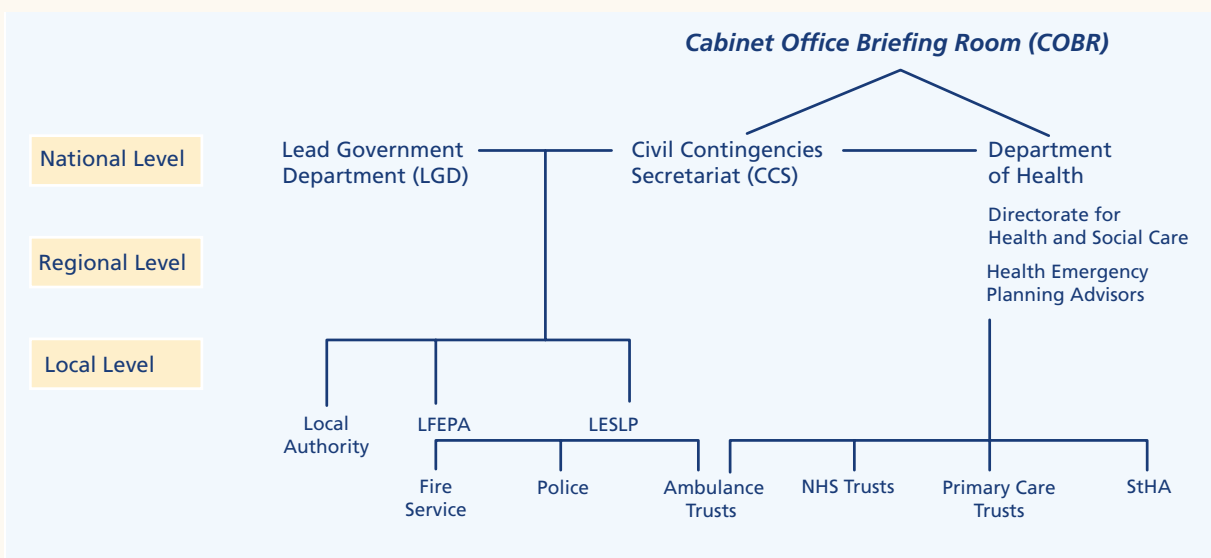 Cabinet Office Briefing Room (COBR)
National Level
Lead Government
Department (LGD)
Civil Contingencies
Secretariat (CCS)
Department
of Health
Directorate for
Health and Social Care
Regional Level
Health Emergency
Planning Advisors
Local Level
Local
Authority
LFEPA
LESLP
Fire
Service
Police
Ambulance
Trusts
NHS Trusts
Primary Care
Trusts
StHA